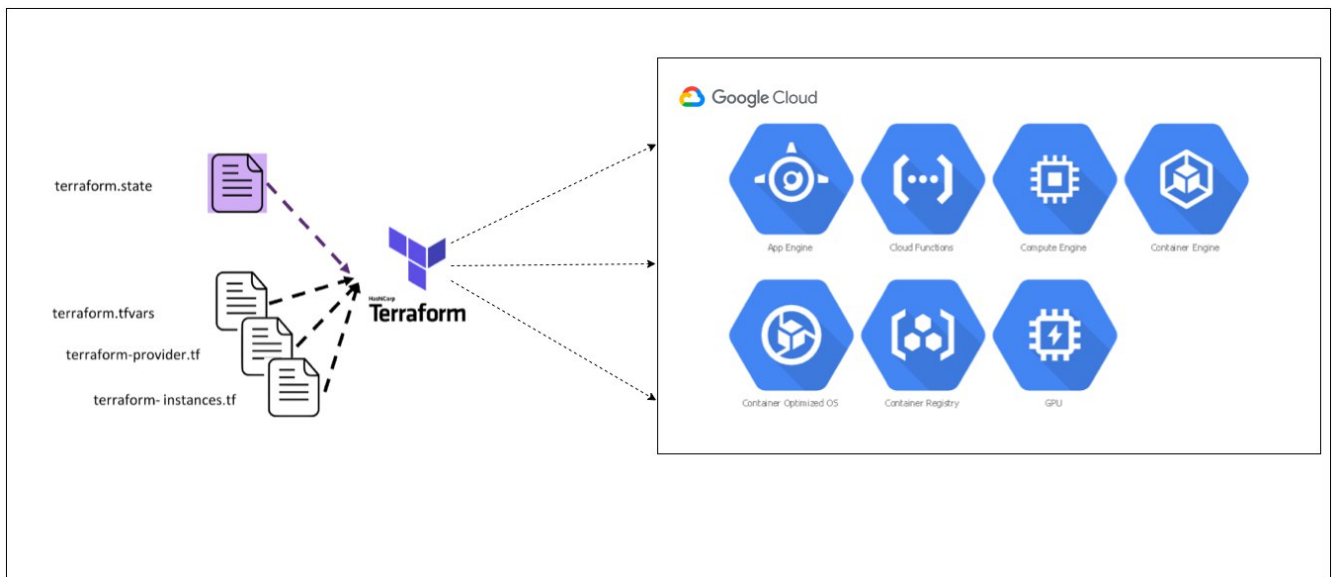 Google Cloud
App Engine
Cloud Functions
Compute Engine
Container Engine
terraform.state
HashiCorp
Terraform
terraform.tfvars
terraform-provider.tf
terraform- instances.tf
Container Optimized OS
Container Registry
GPU